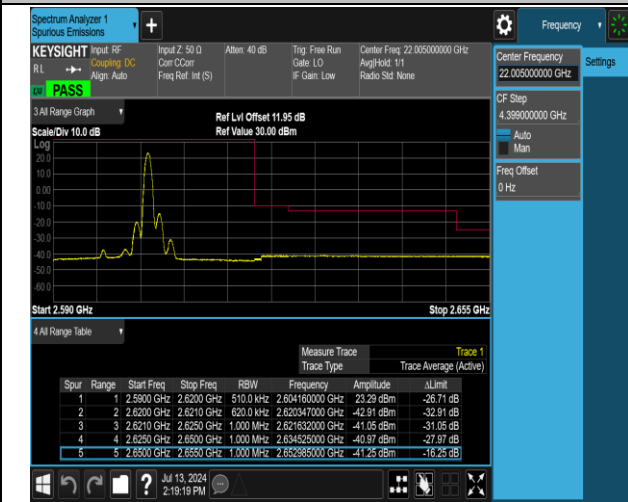 Spectrum Analyzer 1
Spurious Emissions
+
Frequency
KEYSIGHT Input: RF Input Z: 50 Ω Atten: 40 dB Trig: Free Run Center Freq: 22.005000000 GHz
RL Coupling: DC Corr CCorr Gate: LO Avg|Hold: 1/1
Align: Auto Freq Ref: Int (S) IF Gain: Low Radio Std: None
PASS
Center Frequency
22.005000000 GHz
Settings
CF Step
4.399000000 GHz
Auto
Man
Freq Offset
0 Hz
3 All Range Graph
Ref Lvl Offset 11.95 dB
Scale/Div 10.0 dB Ref Value 30.00 dBm
Log
20.0
10.0
0.00
-10.0
-20.0
-30.0
-40.0
-50.0
-60.0
Start 2.590 GHz Stop 2.655 GHz
4 All Range Table
Measure Trace Trace 1
Trace Type Trace Average (Active)
Spur Range Start Freq Stop Freq RBW Frequency Amplitude ΔLimit
1 1 2.5900 GHz 2.6200 GHz 510.0 kHz 2.604160000 GHz 23.29 dBm -26.71 dB
2 2 2.6200 GHz 2.6210 GHz 620.0 kHz 2.620347000 GHz -42.91 dBm -32.91 dB
3 3 2.6210 GHz 2.6250 GHz 1.000 MHz 2.621632000 GHz -41.05 dBm -31.05 dB
4 4 2.6250 GHz 2.6500 GHz 1.000 MHz 2.634525000 GHz -40.97 dBm -27.97 dB
5 5 2.6500 GHz 2.6550 GHz 1.000 MHz 2.652985000 GHz -41.25 dBm -16.25 dB
?
Jul 13, 2024
2:19:19 PM